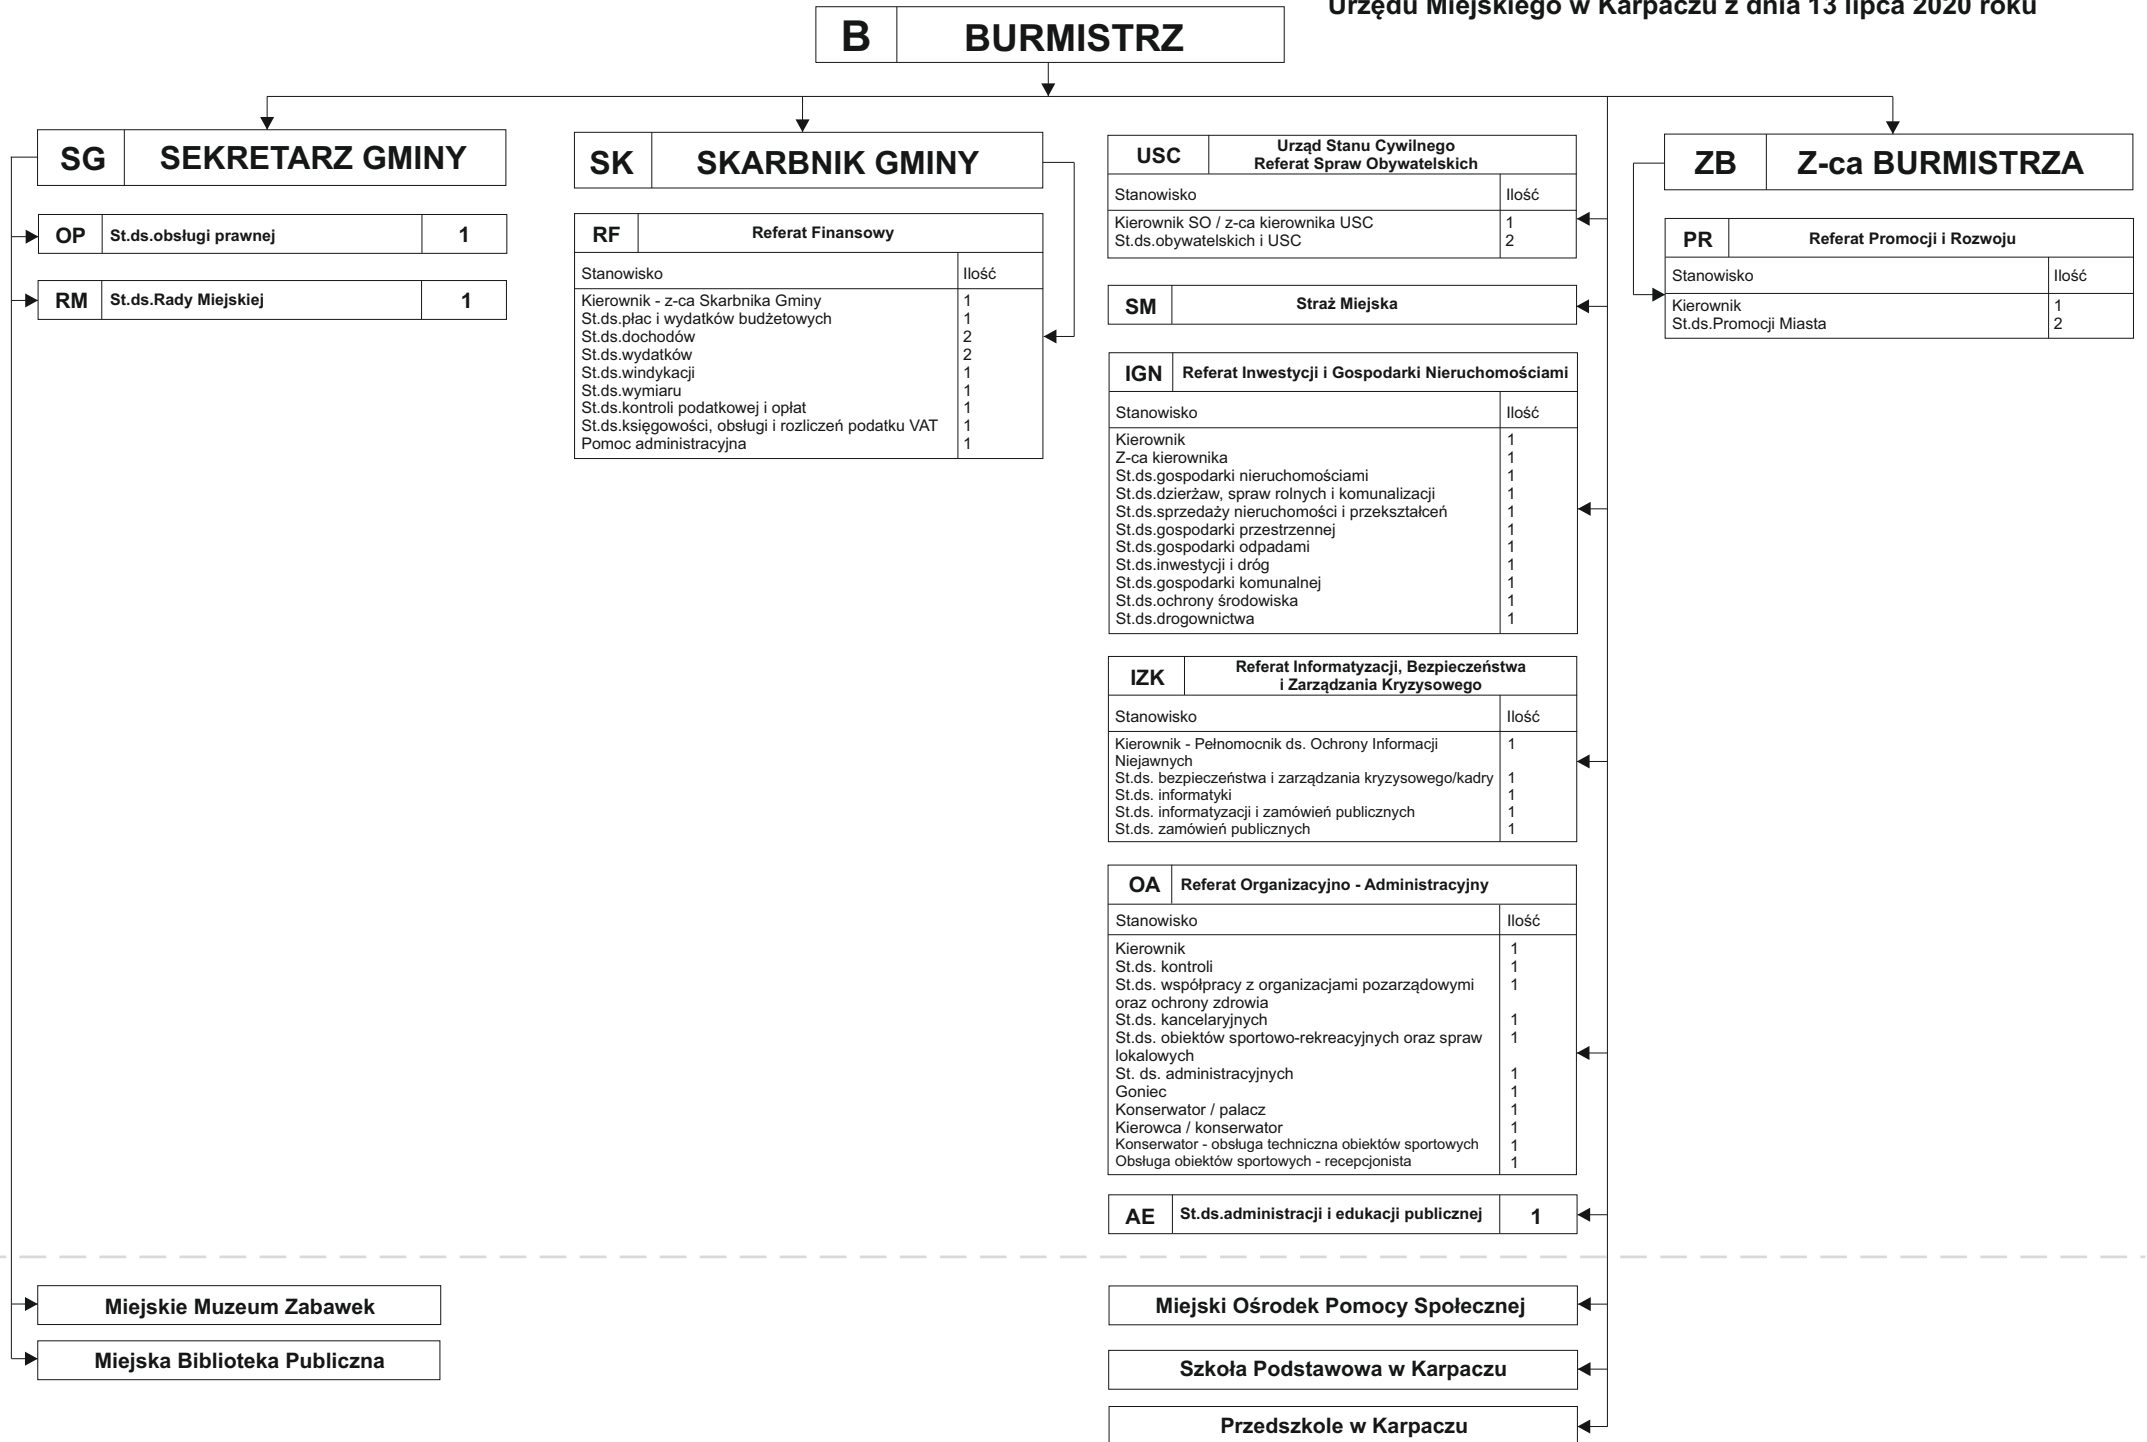 Urzędu Miejskiego w Karpaczu z dnia 13 lipca 2020 roku
B BURMISTRZ
SG SEKRETARZ GMINY
OP St.ds.obsługi prawnej 1
RM St.ds.Rady Miejskiej 1
SK SKARBNIK GMINY
RF Referat Finansowy
Stanowisko Ilość
Kierownik - z-ca Skarbnika Gminy 1
St.ds.płac i wydatków budżetowych 1
St.ds.dochodów 2
St.ds.wydatków 2
St.ds.windykacji 1
St.ds.wymiaru 1
St.ds.kontroli podatkowej i opłat 1
St.ds.księgowości, obsługi i rozliczeń podatku VAT 1
Pomoc administracyjna 1
USC Urząd Stanu Cywilnego
Referat Spraw Obywatelskich
Stanowisko Ilość
Kierownik SO / z-ca kierownika USC 1
St.ds.obywatelskich i USC 2
SM Straż Miejska
IGN Referat Inwestycji i Gospodarki Nieruchomościami
Stanowisko Ilość
Kierownik 1
Z-ca kierownika 1
St.ds.gospodarki nieruchomościami 1
St.ds.dzierżaw, spraw rolnych i komunalizacji 1
St.ds.sprzedaży nieruchomości i przekształceń 1
St.ds.gospodarki przestrzennej 1
St.ds.gospodarki odpadami 1
St.ds.inwestycji i dróg 1
St.ds.gospodarki komunalnej 1
St.ds.ochrony środowiska 1
St.ds.drogownictwa 1
IZK Referat Informatyzacji, Bezpieczeństwa
i Zarządzania Kryzysowego
Stanowisko Ilość
Kierownik - Pełnomocnik ds. Ochrony Informacji 1
Niejawnych
St.ds. bezpieczeństwa i zarządzania kryzysowego/kadry 1
St.ds. informatyki 1
St.ds. informatyzacji i zamówień publicznych 1
St.ds. zamówień publicznych 1
OA Referat Organizacyjno - Administracyjny
Stanowisko Ilość
Kierownik 1
St.ds. kontroli 1
St.ds. współpracy z organizacjami pozarządowymi 1
oraz ochrony zdrowia
St.ds. kancelaryjnych 1
St.ds. obiektów sportowo-rekreacyjnych oraz spraw 1
lokalowych
St. ds. administracyjnych 1
Goniec 1
Konserwator / palacz 1
Kierowca / konserwator 1
Konserwator - obsługa techniczna obiektów sportowych 1
Obsługa obiektów sportowych - recepcjonista 1
AE St.ds.administracji i edukacji publicznej 1
ZB Z-ca BURMISTRZA
PR Referat Promocji i Rozwoju
Stanowisko Ilość
Kierownik 1
St.ds.Promocji Miasta 2
Miejskie Muzeum Zabawek
Miejska Biblioteka Publiczna
Miejski Ośrodek Pomocy Społecznej
Szkoła Podstawowa w Karpaczu
Przedszkole w Karpaczu